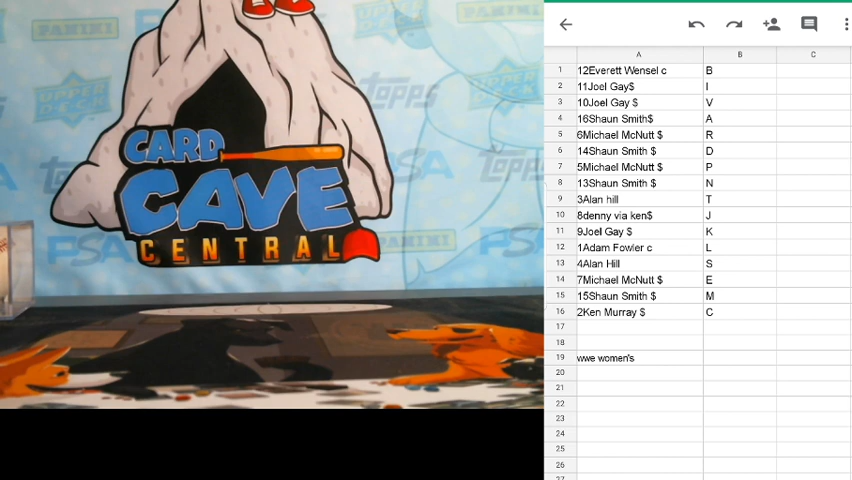 PANINI
UPPER DECK
TOPPS
PSA
CARD
CAVE
CENTRAL
A B C
1 12Everett Wensel c B
2 11Joel Gay$ I
3 10Joel Gay $ V
4 16Shaun Smith$ A
5 6Michael McNutt $ R
6 14Shaun Smith $ D
7 5Michael McNutt $ P
8 13Shaun Smith $ N
9 3Alan hill T
10 8denny via ken$ J
11 9Joel Gay $ K
12 1Adam Fowler c L
13 4Alan Hill S
14 7Michael McNutt $ E
15 15Shaun Smith $ M
16 2Ken Murray $ C
17
18
19 wwe women's
20
21
22
23
24
25
26
27